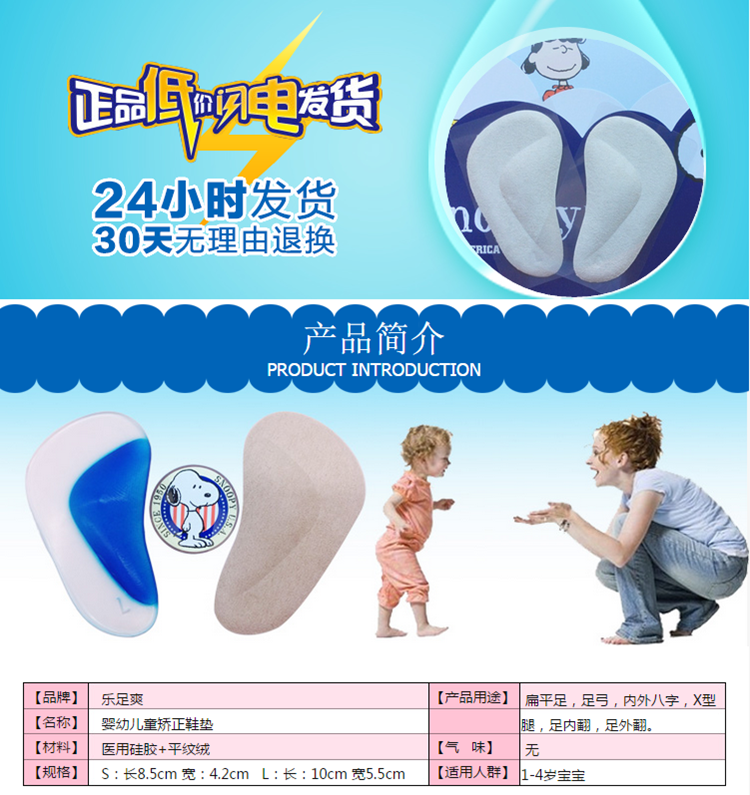 正品低价闪电发货
24小时发货
30天无理由退换
产品简介
PRODUCT INTRODUCTION
SINCE 1950
SNOOPY U.S.A
L
【品牌】 乐足爽 【产品用途】 扁平足，足弓，内外八字，X型
【名称】 婴幼儿童矫正鞋垫 腿，足内翻，足外翻。
【材料】 医用硅胶+平纹绒 【气 味】 无
【规格】 S：长8.5cm 宽：4.2cm L：长：10cm 宽5.5cm 【适用人群】 1-4岁宝宝